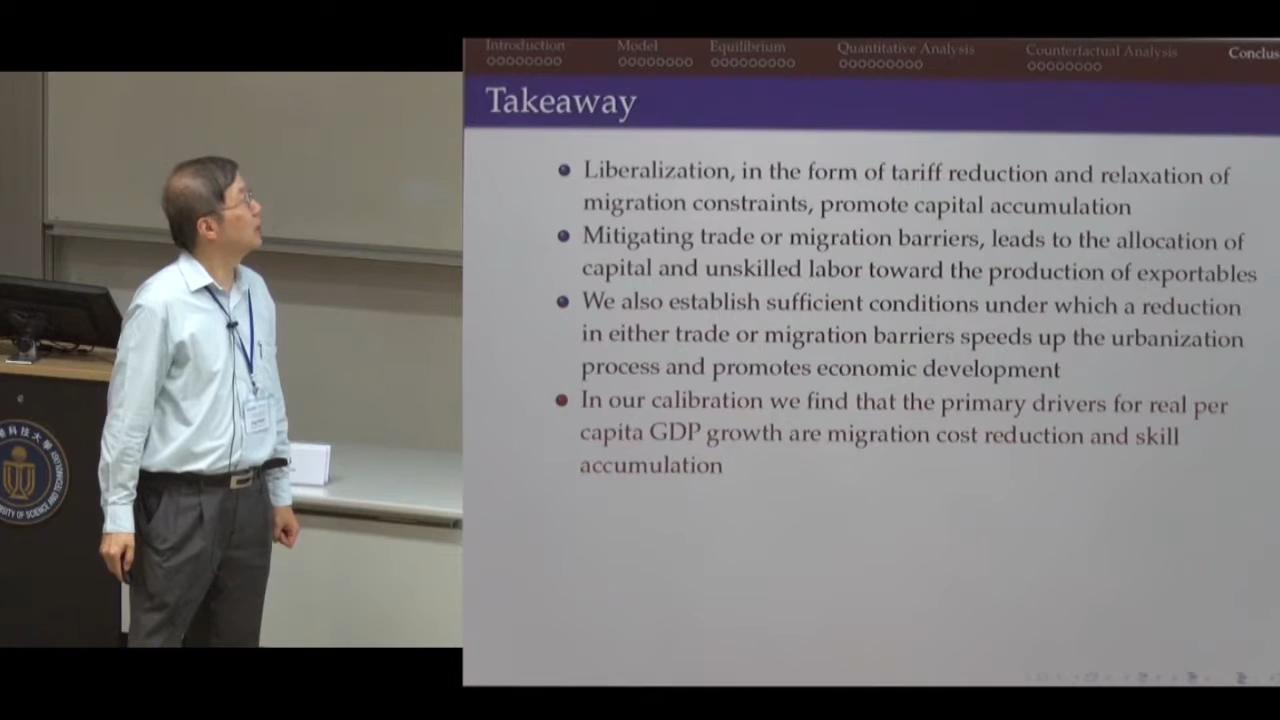 Introduction
Model
Equilibrium
Quantitative Analysis
Counterfactual Analysis
Conclus
Takeaway
Liberalization, in the form of tariff reduction and relaxation of
migration constraints, promote capital accumulation
Mitigating trade or migration barriers, leads to the allocation of
capital and unskilled labor toward the production of exportables
We also establish sufficient conditions under which a reduction
in either trade or migration barriers speeds up the urbanization
process and promotes economic development
In our calibration we find that the primary drivers for real per
capita GDP growth are migration cost reduction and skill
accumulation
科技大學